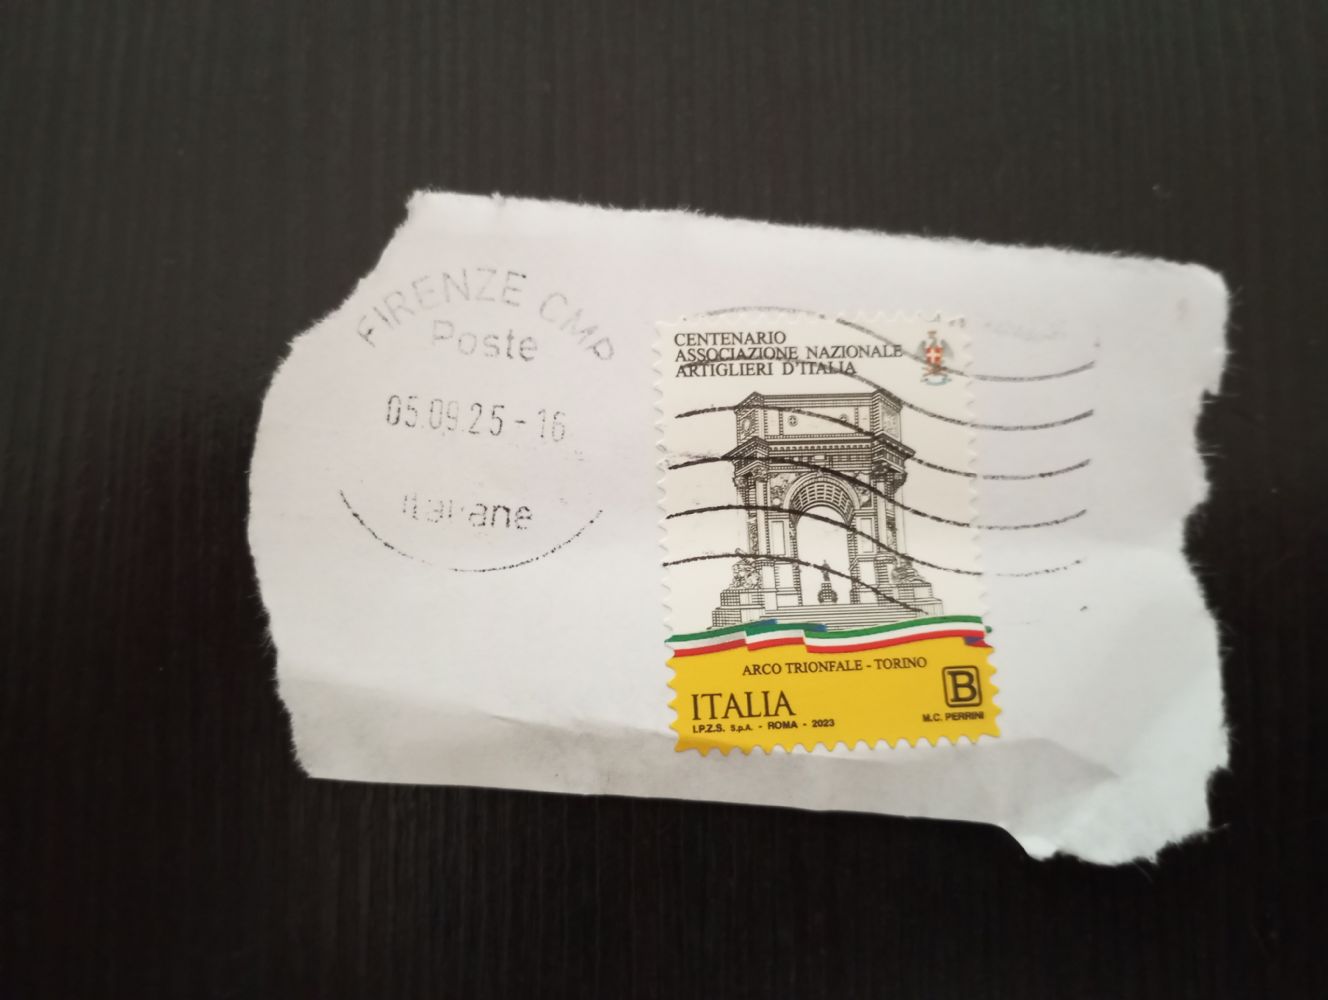 FIRENZE CMP
Poste
05.09.25-16
Italiane
CENTENARIO
ASSOCIAZIONE NAZIONALE
ARTIGLIERI D'ITALIA
ARCO TRIONFALE - TORINO
ITALIA
B
I.P.Z.S. S.p.A. - ROMA - 2023
M.C. PERRINI